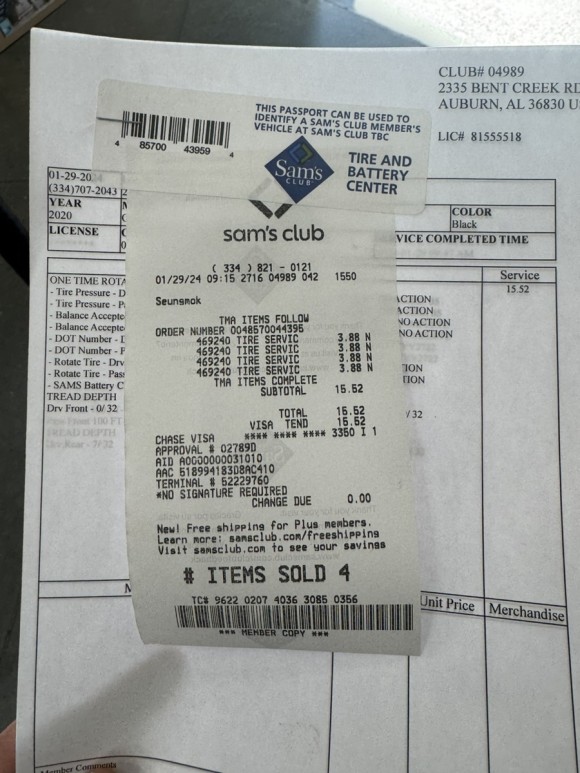 CLUB# 04989
2335 BENT CREEK RD
AUBURN, AL 36830 U
LIC# 81555518
THIS PASSPORT CAN BE USED TO
IDENTIFY A SAM'S CLUB MEMBER'S
VEHICLE AT SAM'S CLUB TBC
4 85700 43959 4
Sam's
CLUB
TIRE AND
BATTERY
CENTER
01-29-20
(334)707-2043
YEAR
2020
LICENSE
COLOR
Black
VICE COMPLETED TIME
Service
15.52
ONE TIME ROTA
- Tire Pressure - D
- Tire Pressure - P
- Balance Accepte
- Balance Accepte
- DOT Number - D
- DOT Number - F
- Rotate Tire - Drv
- Rotate Tire - Pas
- SAMS Battery C
TREAD DEPTH
Drv Front - 0/ 32
ACTION
ACTION
NO ACTION
NO ACTION
TION
TION
/ 32
sam's club
( 334 ) 821 - 0121
01/29/24 09:15 2716 04989 042 1550
Seungmok
TMA ITEMS FOLLOW
ORDER NUMBER 0048570044395
469240 TIRE SERVIC 3.88 N
469240 TIRE SERVIC 3.88 N
469240 TIRE SERVIC 3.88 N
469240 TIRE SERVIC 3.88 N
TMA ITEMS COMPLETE
SUBTOTAL 15.52
TOTAL 15.52
VISA TEND 15.52
CHASE VISA **** **** **** 3350 I 1
APPROVAL # 02789D
AID A0000000031010
AAC 518994183D8AC410
TERMINAL # 52229760
*NO SIGNATURE REQUIRED
CHANGE DUE 0.00
New! Free shipping for Plus members.
Learn more: samsclub.com/freeshipping
Visit samsclub.com to see your savings
# ITEMS SOLD 4
TC# 9622 0207 4036 3085 0356
*** MEMBER COPY ***
Unit Price
Merchandise
Member Comments